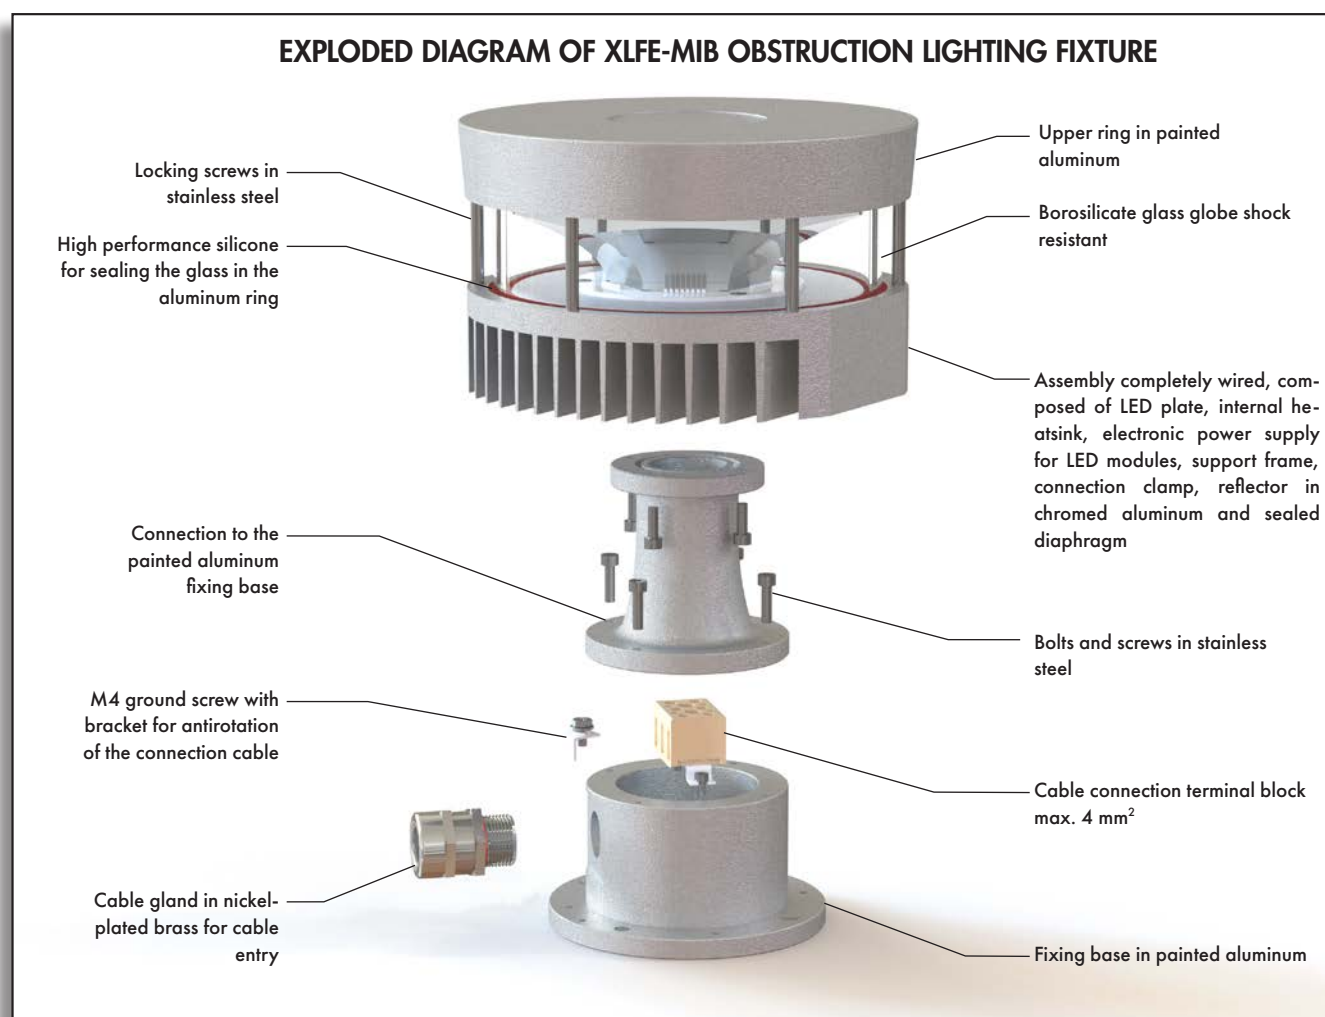 EXPLODED DIAGRAM OF XLFE-MIB OBSTRUCTION LIGHTING FIXTURE
Locking screws in
stainless steel
High performance silicone
for sealing the glass in the
aluminum ring
Connection to the
painted aluminum
fixing base
M4 ground screw with
bracket for antirotation
of the connection cable
Cable gland in nickel-
plated brass for cable
entry
Upper ring in painted
aluminum
Borosilicate glass globe shock
resistant
Assembly completely wired, com-
posed of LED plate, internal he-
atsink, electronic power supply
for LED modules, support frame,
connection clamp, reflector in
chromed aluminum and sealed
diaphragm
Bolts and screws in stainless
steel
Cable connection terminal block
max. 4 mm²
Fixing base in painted aluminum